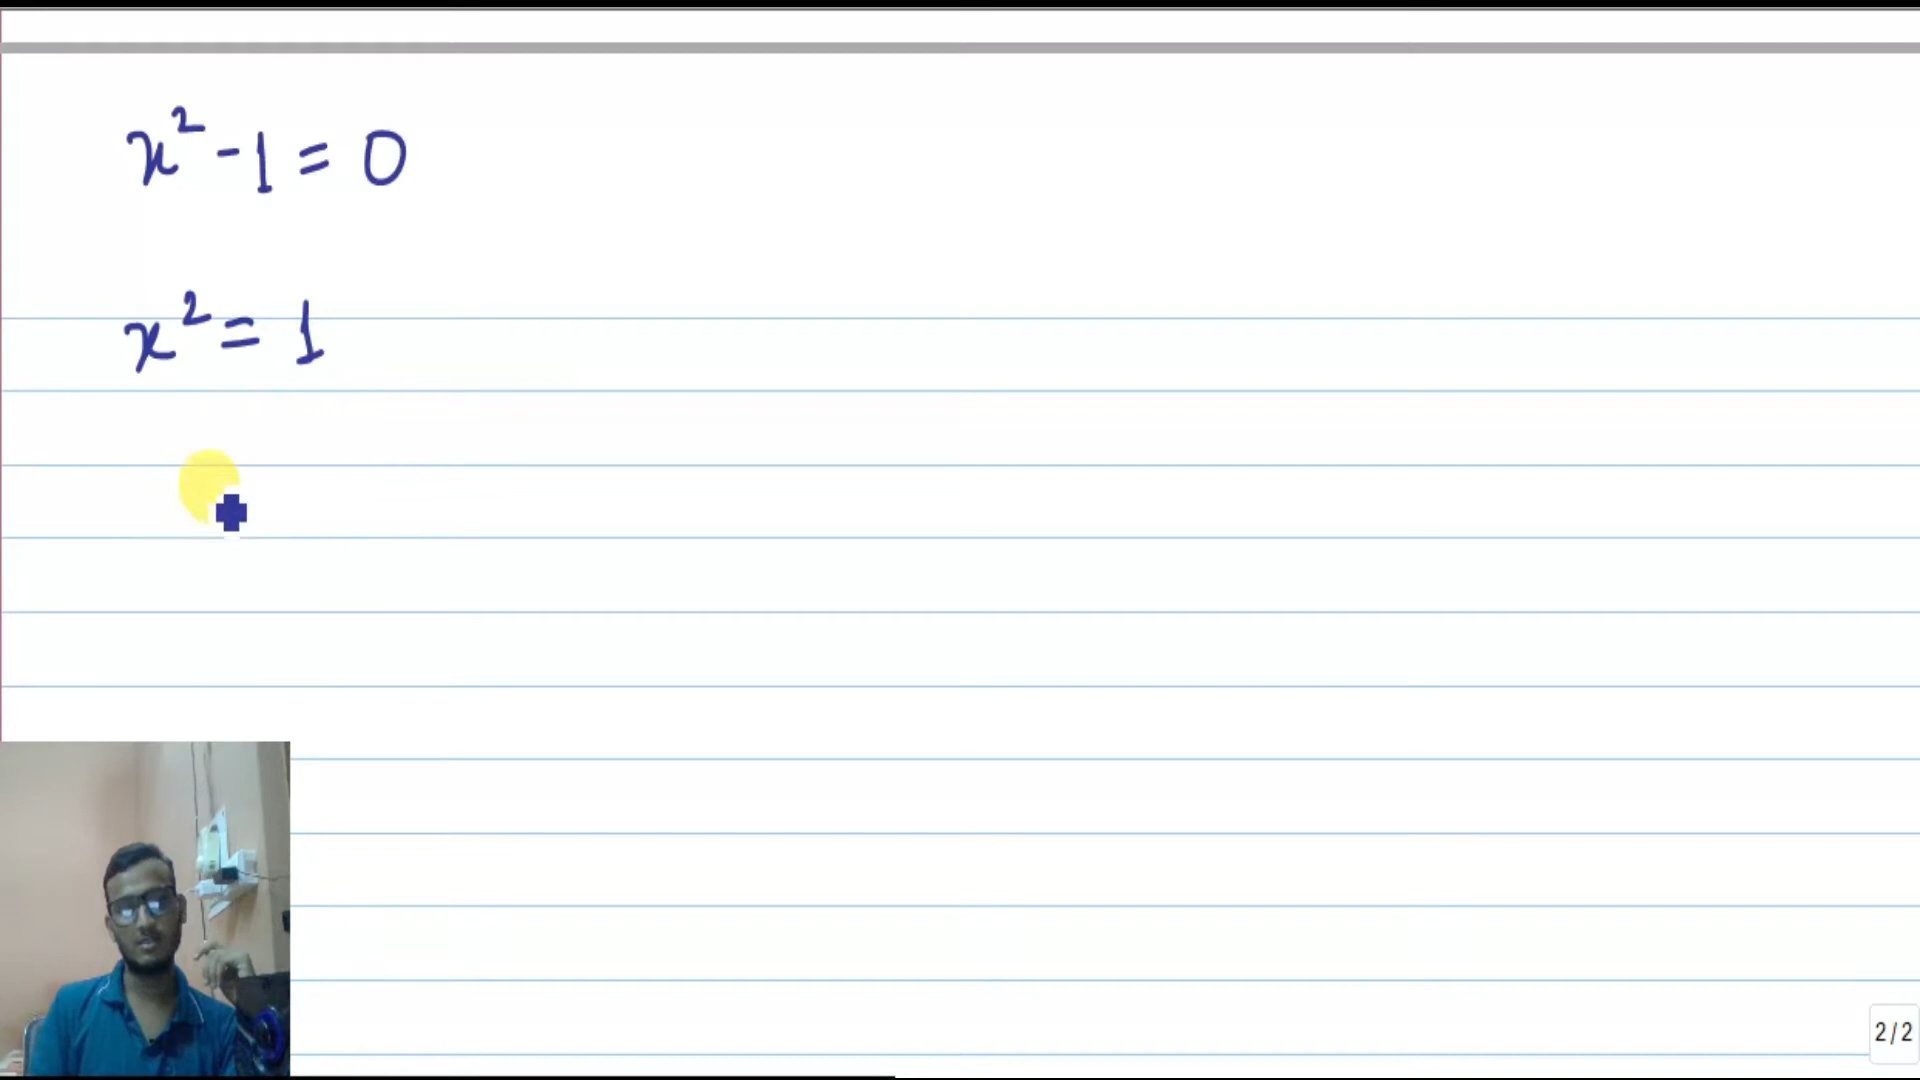 x² - 1 = 0
x² = 1
2/2